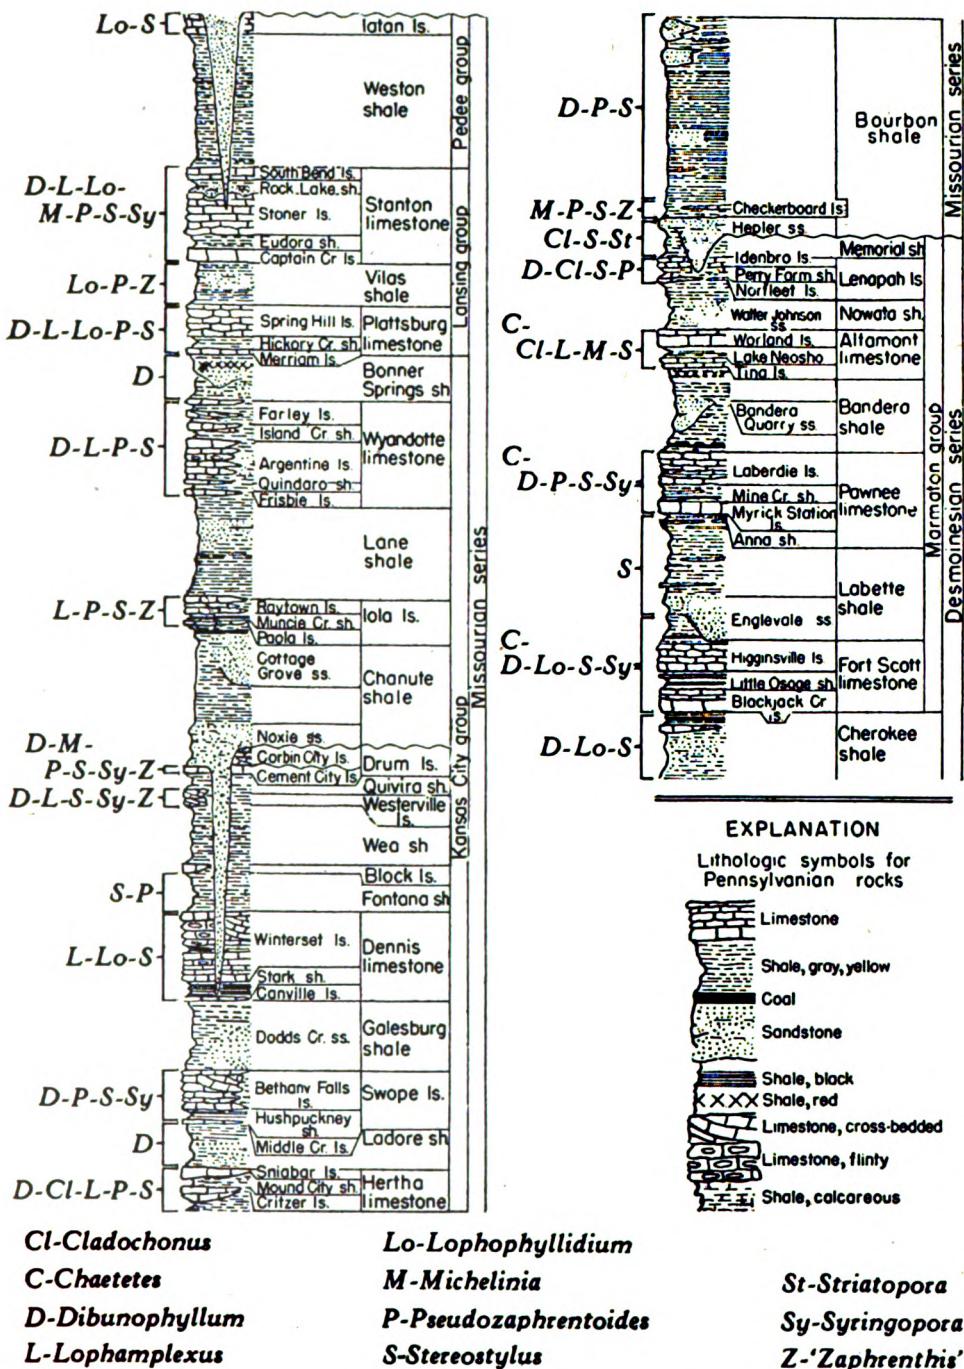 Lo-S
Iatan ls.
Weston
shale
Pedee group
D-L-Lo-
M-P-S-Sy
South Bend ls.
Rock Lake sh.
Stoner ls.
Eudora sh.
Captain Cr ls
Stanton
limestone
Lo-P-Z
Vilas
shale
Lansing group
D-L-Lo-P-S
Spring Hill ls.
Hickory Cr. sh
Merriam ls.
Plattsburg
limestone
D
Bonner
Springs sh
D-L-P-S
Farley ls.
Island Cr. sh.
Argentine ls.
Quindaro sh.
Frisbie ls.
Wyandotte
limestone
Lane
shale
L-P-S-Z
Raytown ls.
Muncie Cr. sh
Paola ls.
Iola ls.
Cottage
Grove ss.
Chanute
shale
Noxie ss.
D-M-
P-S-Sy-Z
Corbin City ls.
Cement City ls
Drum ls.
Quivira sh.
D-L-S-Sy-Z
Westerville
ls.
Wea sh
Block ls.
S-P
Fontana sh
L-Lo-S
Winterset ls.
Stark sh.
Canville ls.
Dennis
limestone
Dodds Cr. ss.
Galesburg
shale
D-P-S-Sy
Bethany Falls
ls.
Hushpuckney
sh.
Middle Cr. ls.
Swope ls.
D
Ladore sh
D-Cl-L-P-S
Sniabar ls.
Mound City sh.
Critzer ls.
Hertha
limestone
Kansas City group
Missourian series
D-P-S
Bourbon
shale
Missourian series
M-P-S-Z
Checkerboard ls
Cl-S-St
Hepler ss.
Memorial sh
D-Cl-S-P
Idenbro ls.
Perry Farm sh
Norfleet ls.
Lenapah ls
Walter Johnson
ss
Nowata sh.
C-
Cl-L-M-S
Worland ls.
Lake Neosho
Tina ls.
Altamont
limestone
Bandera
Quarry ss.
Bandera
shale
C-
D-P-S-Sy
Laberdie ls.
Mine Cr. sh.
Myrick Station
ls
Anna sh.
Pawnee
limestone
S
Englevale ss
Labette
shale
C-
D-Lo-S-Sy
Higginsville ls
Little Osage sh.
Blackjack Cr
ls.
Fort Scott
limestone
D-Lo-S
Cherokee
shale
Marmaton group
Desmoinesian series
EXPLANATION
Lithologic symbols for
Pennsylvanian rocks
Limestone
Shale, gray, yellow
Coal
Sandstone
Shale, black
Shale, red
Limestone, cross-bedded
Limestone, flinty
Shale, calcareous
Cl-Cladochonus
C-Chaetetes
D-Dibunophyllum
L-Lophamplexus
Lo-Lophophyllidium
M-Michelinia
P-Pseudozaphrentoides
S-Stereostylus
St-Striatopora
Sy-Syringopora
Z-'Zaphrenthis'